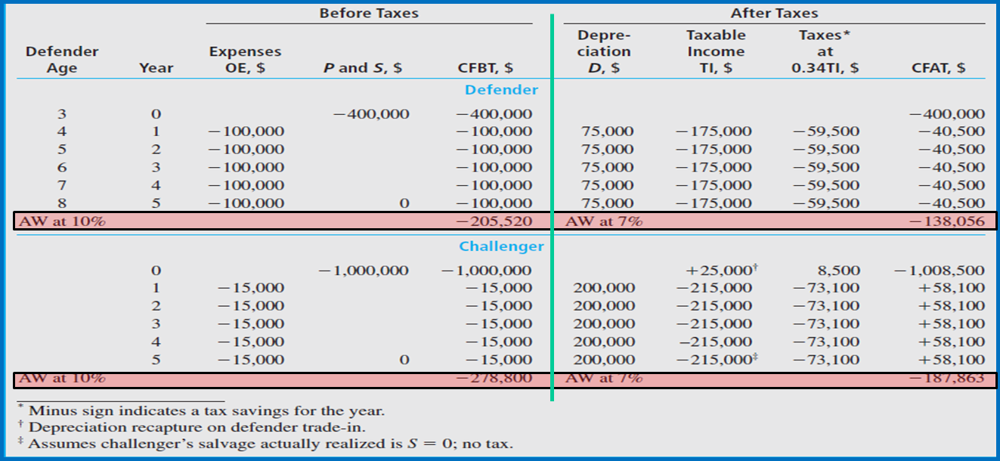 Before Taxes After Taxes
Defender Age Year Expenses OE, $ P and S, $ CFBT, $ Depre-ciation D, $ Taxable Income TI, $ Taxes* at 0.34TI, $ CFAT, $
Defender
3 0 −400,000 −400,000 −400,000
4 1 −100,000 −100,000 75,000 −175,000 −59,500 −40,500
5 2 −100,000 −100,000 75,000 −175,000 −59,500 −40,500
6 3 −100,000 −100,000 75,000 −175,000 −59,500 −40,500
7 4 −100,000 −100,000 75,000 −175,000 −59,500 −40,500
8 5 −100,000 0 −100,000 75,000 −175,000 −59,500 −40,500
AW at 10% −205,520 AW at 7% −138,056
Challenger
0 −1,000,000 −1,000,000 +25,000† 8,500 −1,008,500
1 −15,000 −15,000 200,000 −215,000 −73,100 +58,100
2 −15,000 −15,000 200,000 −215,000 −73,100 +58,100
3 −15,000 −15,000 200,000 −215,000 −73,100 +58,100
4 −15,000 −15,000 200,000 –215,000 −73,100 +58,100
5 −15,000 0 −15,000 200,000 −215,000‡ −73,100 +58,100
AW at 10% −278,800 AW at 7% −187,863
* Minus sign indicates a tax savings for the year.
† Depreciation recapture on defender trade-in.
‡ Assumes challenger's salvage actually realized is S = 0; no tax.